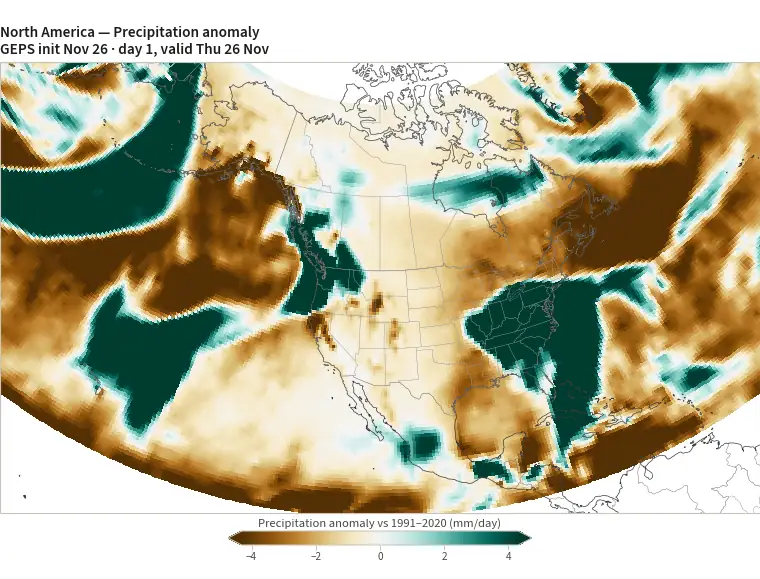 North America — Precipitation anomaly
GEPS init Nov 26 · day 1, valid Thu 26 Nov
Precipitation anomaly vs 1991–2020 (mm/day)
−4 −2 0 2 4